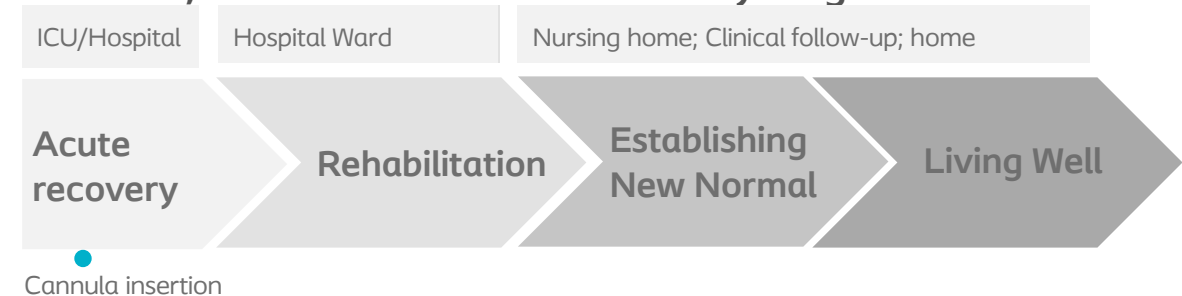 ICU/Hospital
Hospital Ward
Nursing home; Clinical follow-up; home
Acute
recovery
Rehabilitation
Establishing
New Normal
Living Well
Cannula insertion